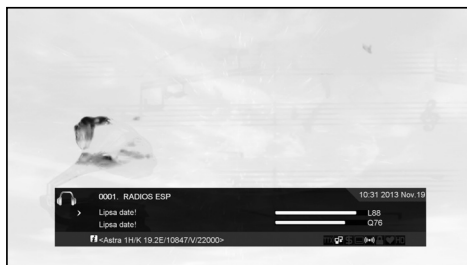 0001. RADIOS ESP
10:31 2013 Nov.19
Lipsa date!
L88
Lipsa date!
Q76
<Astra 1H/K 19.2E/10847/V/22000>